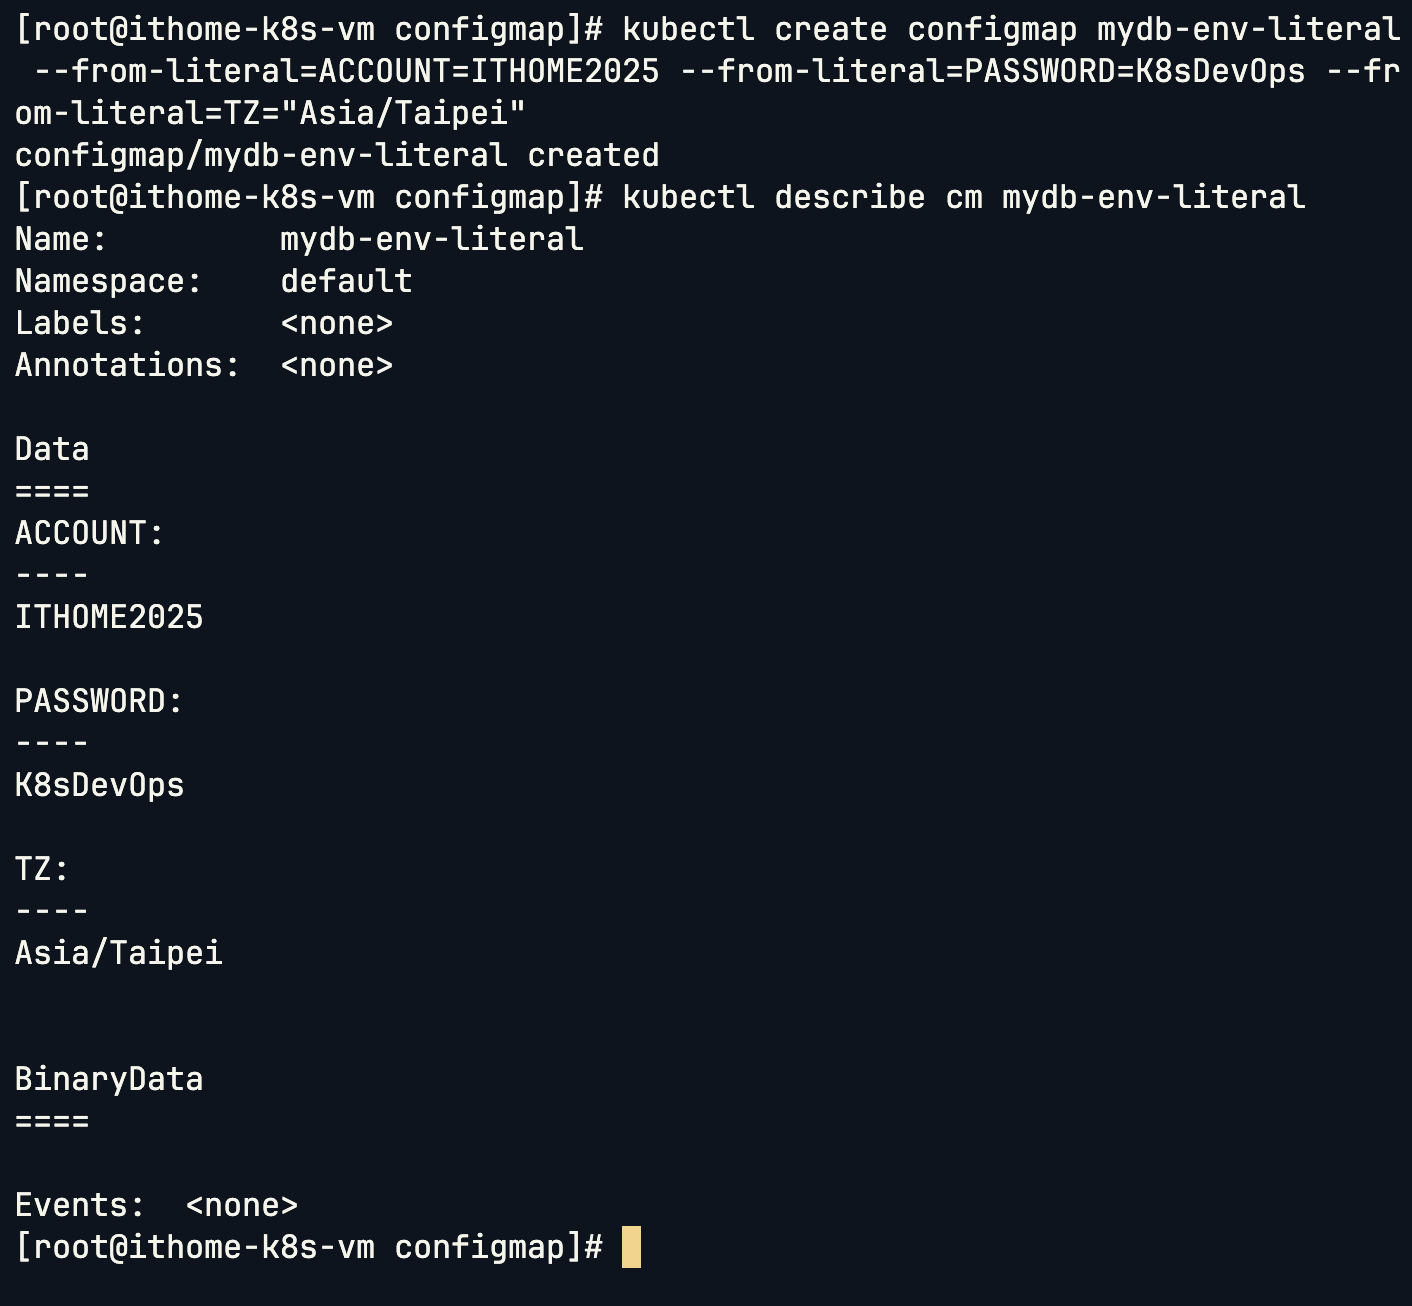 [root@ithome-k8s-vm configmap]# kubectl create configmap mydb-env-literal
 --from-literal=ACCOUNT=ITHOME2025 --from-literal=PASSWORD=K8sDevOps --fr
om-literal=TZ="Asia/Taipei"
configmap/mydb-env-literal created
[root@ithome-k8s-vm configmap]# kubectl describe cm mydb-env-literal
Name:         mydb-env-literal
Namespace:    default
Labels:       <none>
Annotations:  <none>

Data
====
ACCOUNT:
----
ITHOME2025

PASSWORD:
----
K8sDevOps

TZ:
----
Asia/Taipei


BinaryData
====

Events:  <none>
[root@ithome-k8s-vm configmap]#